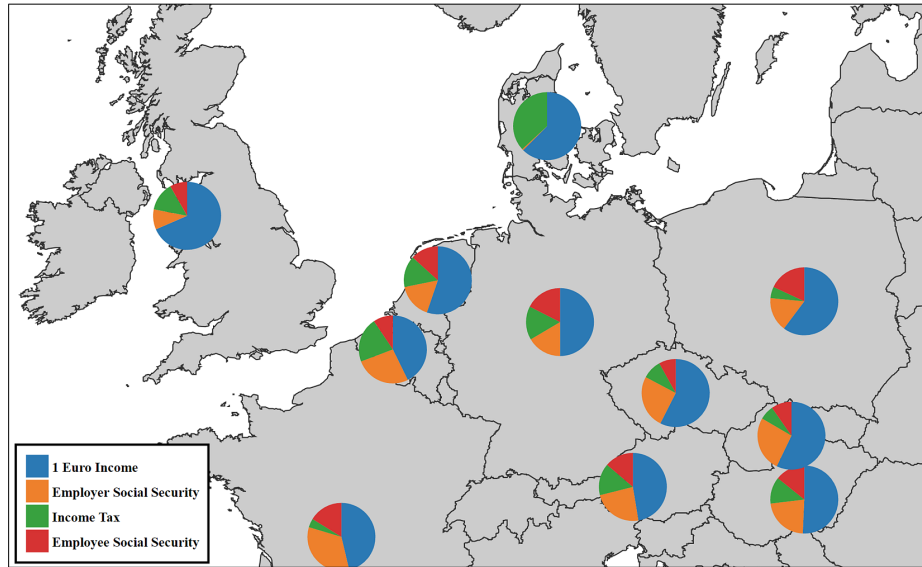 1 Euro Income
Employer Social Security
Income Tax
Employee Social Security